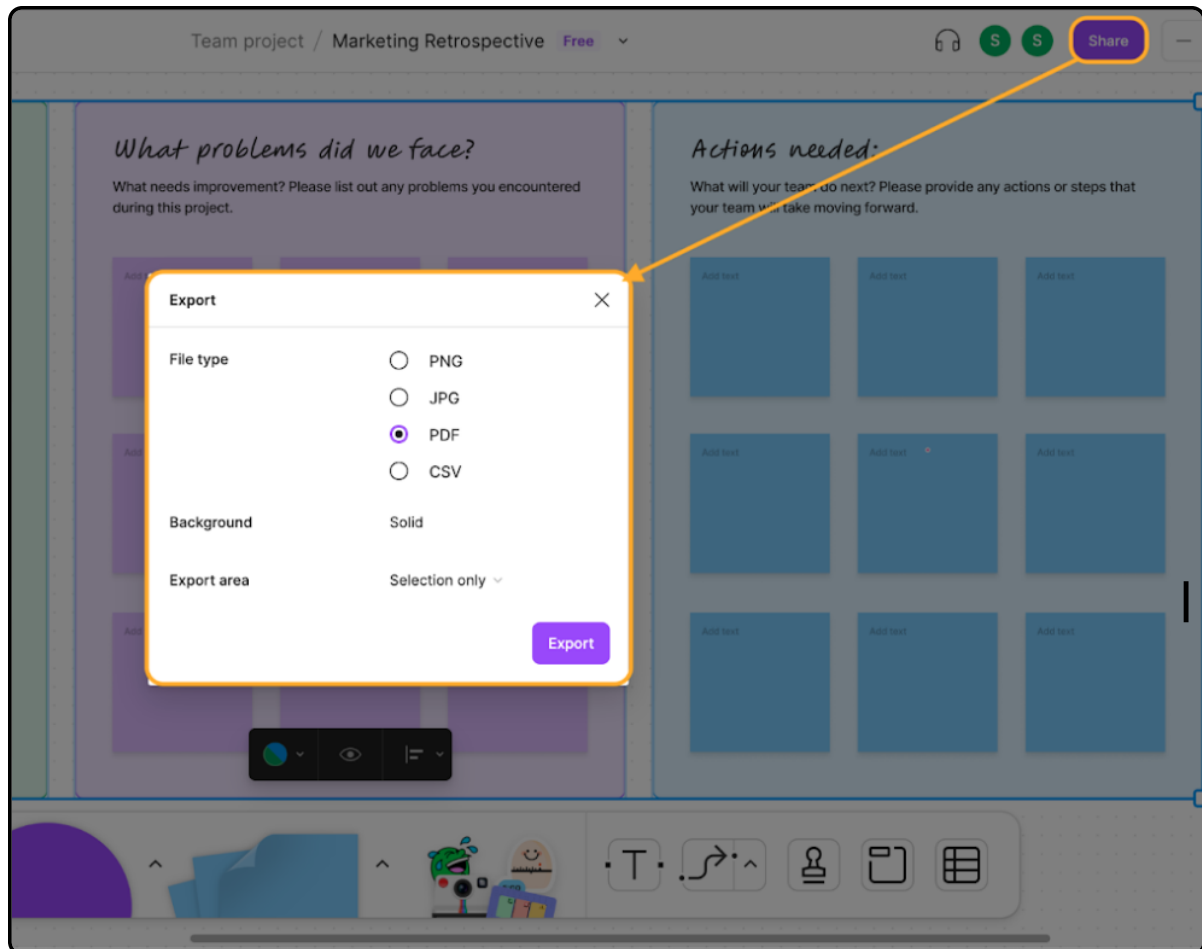 Team project / Marketing Retrospective Free
S S Share
What problems did we face?
What needs improvement? Please list out any problems you encountered
during this project.
Actions needed:
What will your team do next? Please provide any actions or steps that
your team will take moving forward.
Add
Add text Add text Add text
Export
File type
PNG
JPG
PDF
CSV
Add
Add text Add text Add text
Background Solid
Export area Selection only
Add
Add text Add text Add text
Export
T